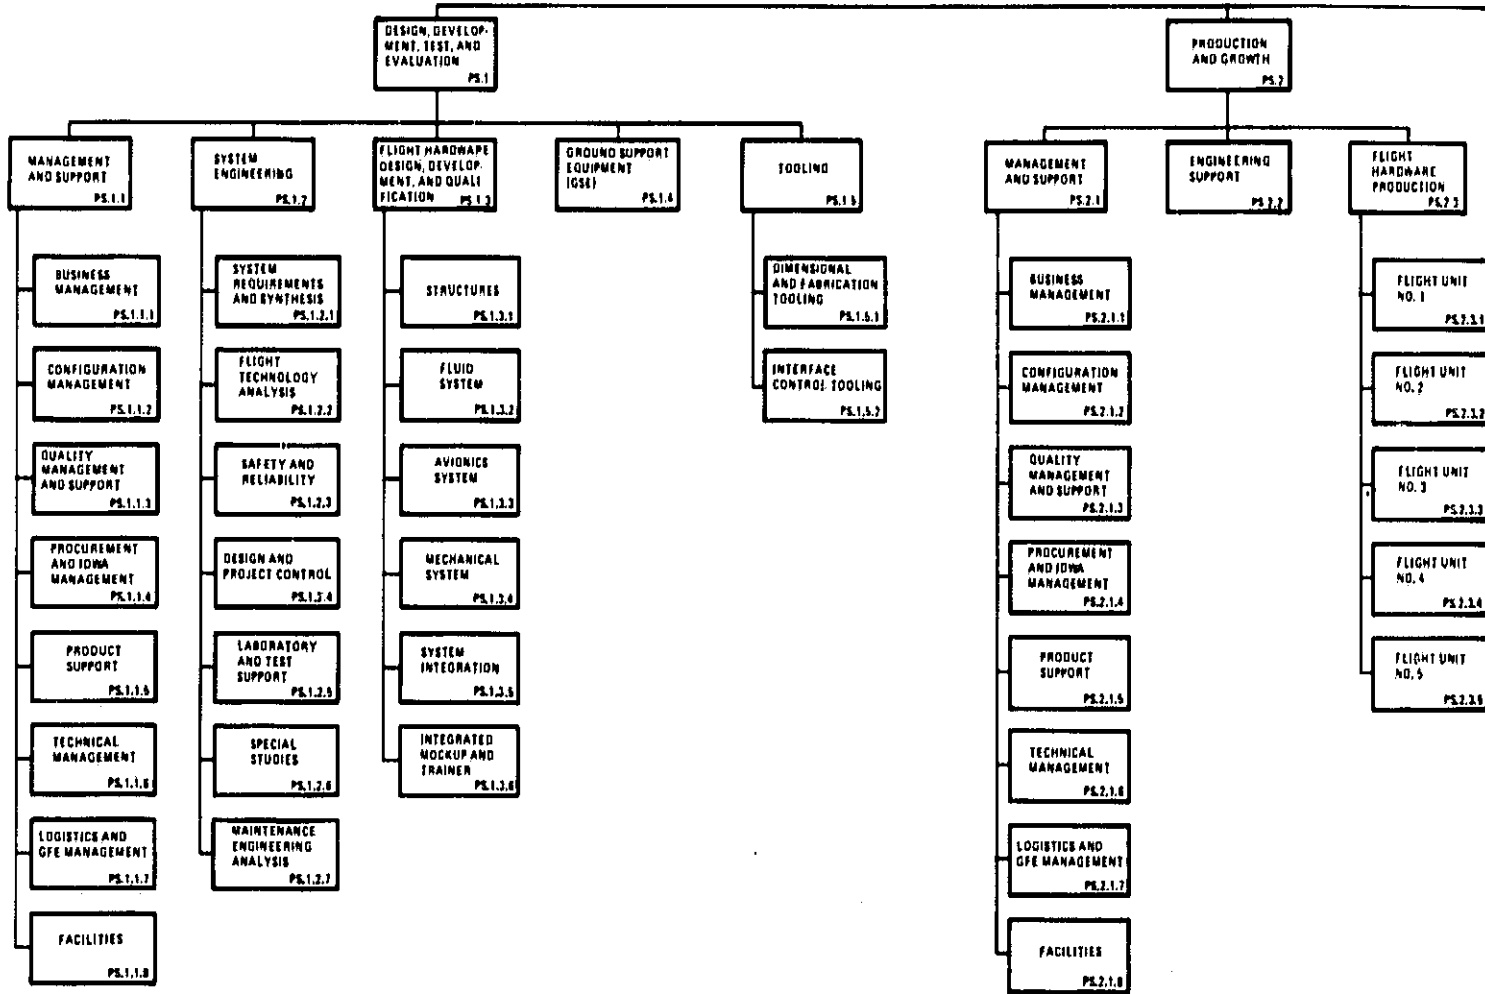 DESIGN, DEVELOP-
MENT, TEST, AND
EVALUATION
PS.1
PRODUCTION
AND GROWTH
PS.2
MANAGEMENT
AND SUPPORT
PS.1.1
SYSTEM
ENGINEERING
PS.1.2
FLIGHT HARDWARE
DESIGN, DEVELOP-
MENT, AND QUALI
FICATION
PS.1.3
GROUND SUPPORT
EQUIPMENT
(GSE)
PS.1.4
TOOLING
PS.1.5
MANAGEMENT
AND SUPPORT
PS.2.1
ENGINEERING
SUPPORT
PS.2.2
FLIGHT
HARDWARE
PRODUCTION
PS.2.3
BUSINESS
MANAGEMENT
PS.1.1.1
CONFIGURATION
MANAGEMENT
PS.1.1.2
QUALITY
MANAGEMENT
AND SUPPORT
PS.1.1.3
PROCUREMENT
AND IDWA
MANAGEMENT
PS.1.1.4
PRODUCT
SUPPORT
PS.1.1.5
TECHNICAL
MANAGEMENT
PS.1.1.6
LOGISTICS AND
GFE MANAGEMENT
PS.1.1.7
FACILITIES
PS.1.1.8
SYSTEM
REQUIREMENTS
AND SYNTHESIS
PS.1.2.1
FLIGHT
TECHNOLOGY
ANALYSIS
PS.1.2.2
SAFETY AND
RELIABILITY
PS.1.2.3
DESIGN AND
PROJECT CONTROL
PS.1.2.4
LABORATORY
AND TEST
SUPPORT
PS.1.2.5
SPECIAL
STUDIES
PS.1.2.6
MAINTENANCE
ENGINEERING
ANALYSIS
PS.1.2.7
STRUCTURES
PS.1.3.1
FLUID
SYSTEM
PS.1.3.2
AVIONICS
SYSTEM
PS.1.3.3
MECHANICAL
SYSTEM
PS.1.3.4
SYSTEM
INTEGRATION
PS.1.3.5
INTEGRATED
MOCKUP AND
TRAINER
PS.1.3.6
DIMENSIONAL
AND FABRICATION
TOOLING
PS.1.5.1
INTERFACE
CONTROL TOOLING
PS.1.5.2
BUSINESS
MANAGEMENT
PS.2.1.1
CONFIGURATION
MANAGEMENT
PS.2.1.2
QUALITY
MANAGEMENT
AND SUPPORT
PS.2.1.3
PROCUREMENT
AND IDWA
MANAGEMENT
PS.2.1.4
PRODUCT
SUPPORT
PS.2.1.5
TECHNICAL
MANAGEMENT
PS.2.1.6
LOGISTICS AND
GFE MANAGEMENT
PS.2.1.7
FACILITIES
PS.2.1.8
FLIGHT UNIT
NO. 1
PS.2.3.1
FLIGHT UNIT
NO. 2
PS.2.3.2
FLIGHT UNIT
NO. 3
PS.2.3.3
FLIGHT UNIT
NO. 4
PS.2.3.4
FLIGHT UNIT
NO. 5
PS.2.3.5